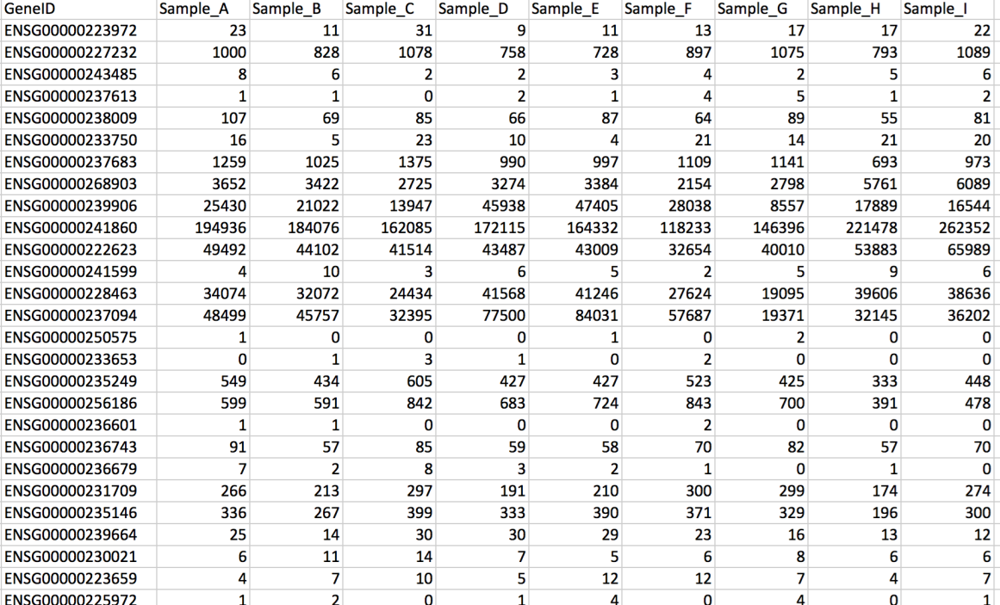 GeneID Sample_A Sample_B Sample_C Sample_D Sample_E Sample_F Sample_G Sample_H Sample_I
ENSG00000223972 23 11 31 9 11 13 17 17 22
ENSG00000227232 1000 828 1078 758 728 897 1075 793 1089
ENSG00000243485 8 6 2 2 3 4 2 5 6
ENSG00000237613 1 1 0 2 1 4 5 1 2
ENSG00000238009 107 69 85 66 87 64 89 55 81
ENSG00000233750 16 5 23 10 4 21 14 21 20
ENSG00000237683 1259 1025 1375 990 997 1109 1141 693 973
ENSG00000268903 3652 3422 2725 3274 3384 2154 2798 5761 6089
ENSG00000239906 25430 21022 13947 45938 47405 28038 8557 17889 16544
ENSG00000241860 194936 184076 162085 172115 164332 118233 146396 221478 262352
ENSG00000222623 49492 44102 41514 43487 43009 32654 40010 53883 65989
ENSG00000241599 4 10 3 6 5 2 5 9 6
ENSG00000228463 34074 32072 24434 41568 41246 27624 19095 39606 38636
ENSG00000237094 48499 45757 32395 77500 84031 57687 19371 32145 36202
ENSG00000250575 1 0 0 0 1 0 2 0 0
ENSG00000233653 0 1 3 1 0 2 0 0 0
ENSG00000235249 549 434 605 427 427 523 425 333 448
ENSG00000256186 599 591 842 683 724 843 700 391 478
ENSG00000236601 1 1 0 0 0 2 0 0 0
ENSG00000236743 91 57 85 59 58 70 82 57 70
ENSG00000236679 7 2 8 3 2 1 0 1 0
ENSG00000231709 266 213 297 191 210 300 299 174 274
ENSG00000235146 336 267 399 333 390 371 329 196 300
ENSG00000239664 25 14 30 30 29 23 16 13 12
ENSG00000230021 6 11 14 7 5 6 8 6 6
ENSG00000223659 4 7 10 5 12 12 7 4 7
ENSG00000225972 1 2 0 1 4 0 4 0 1